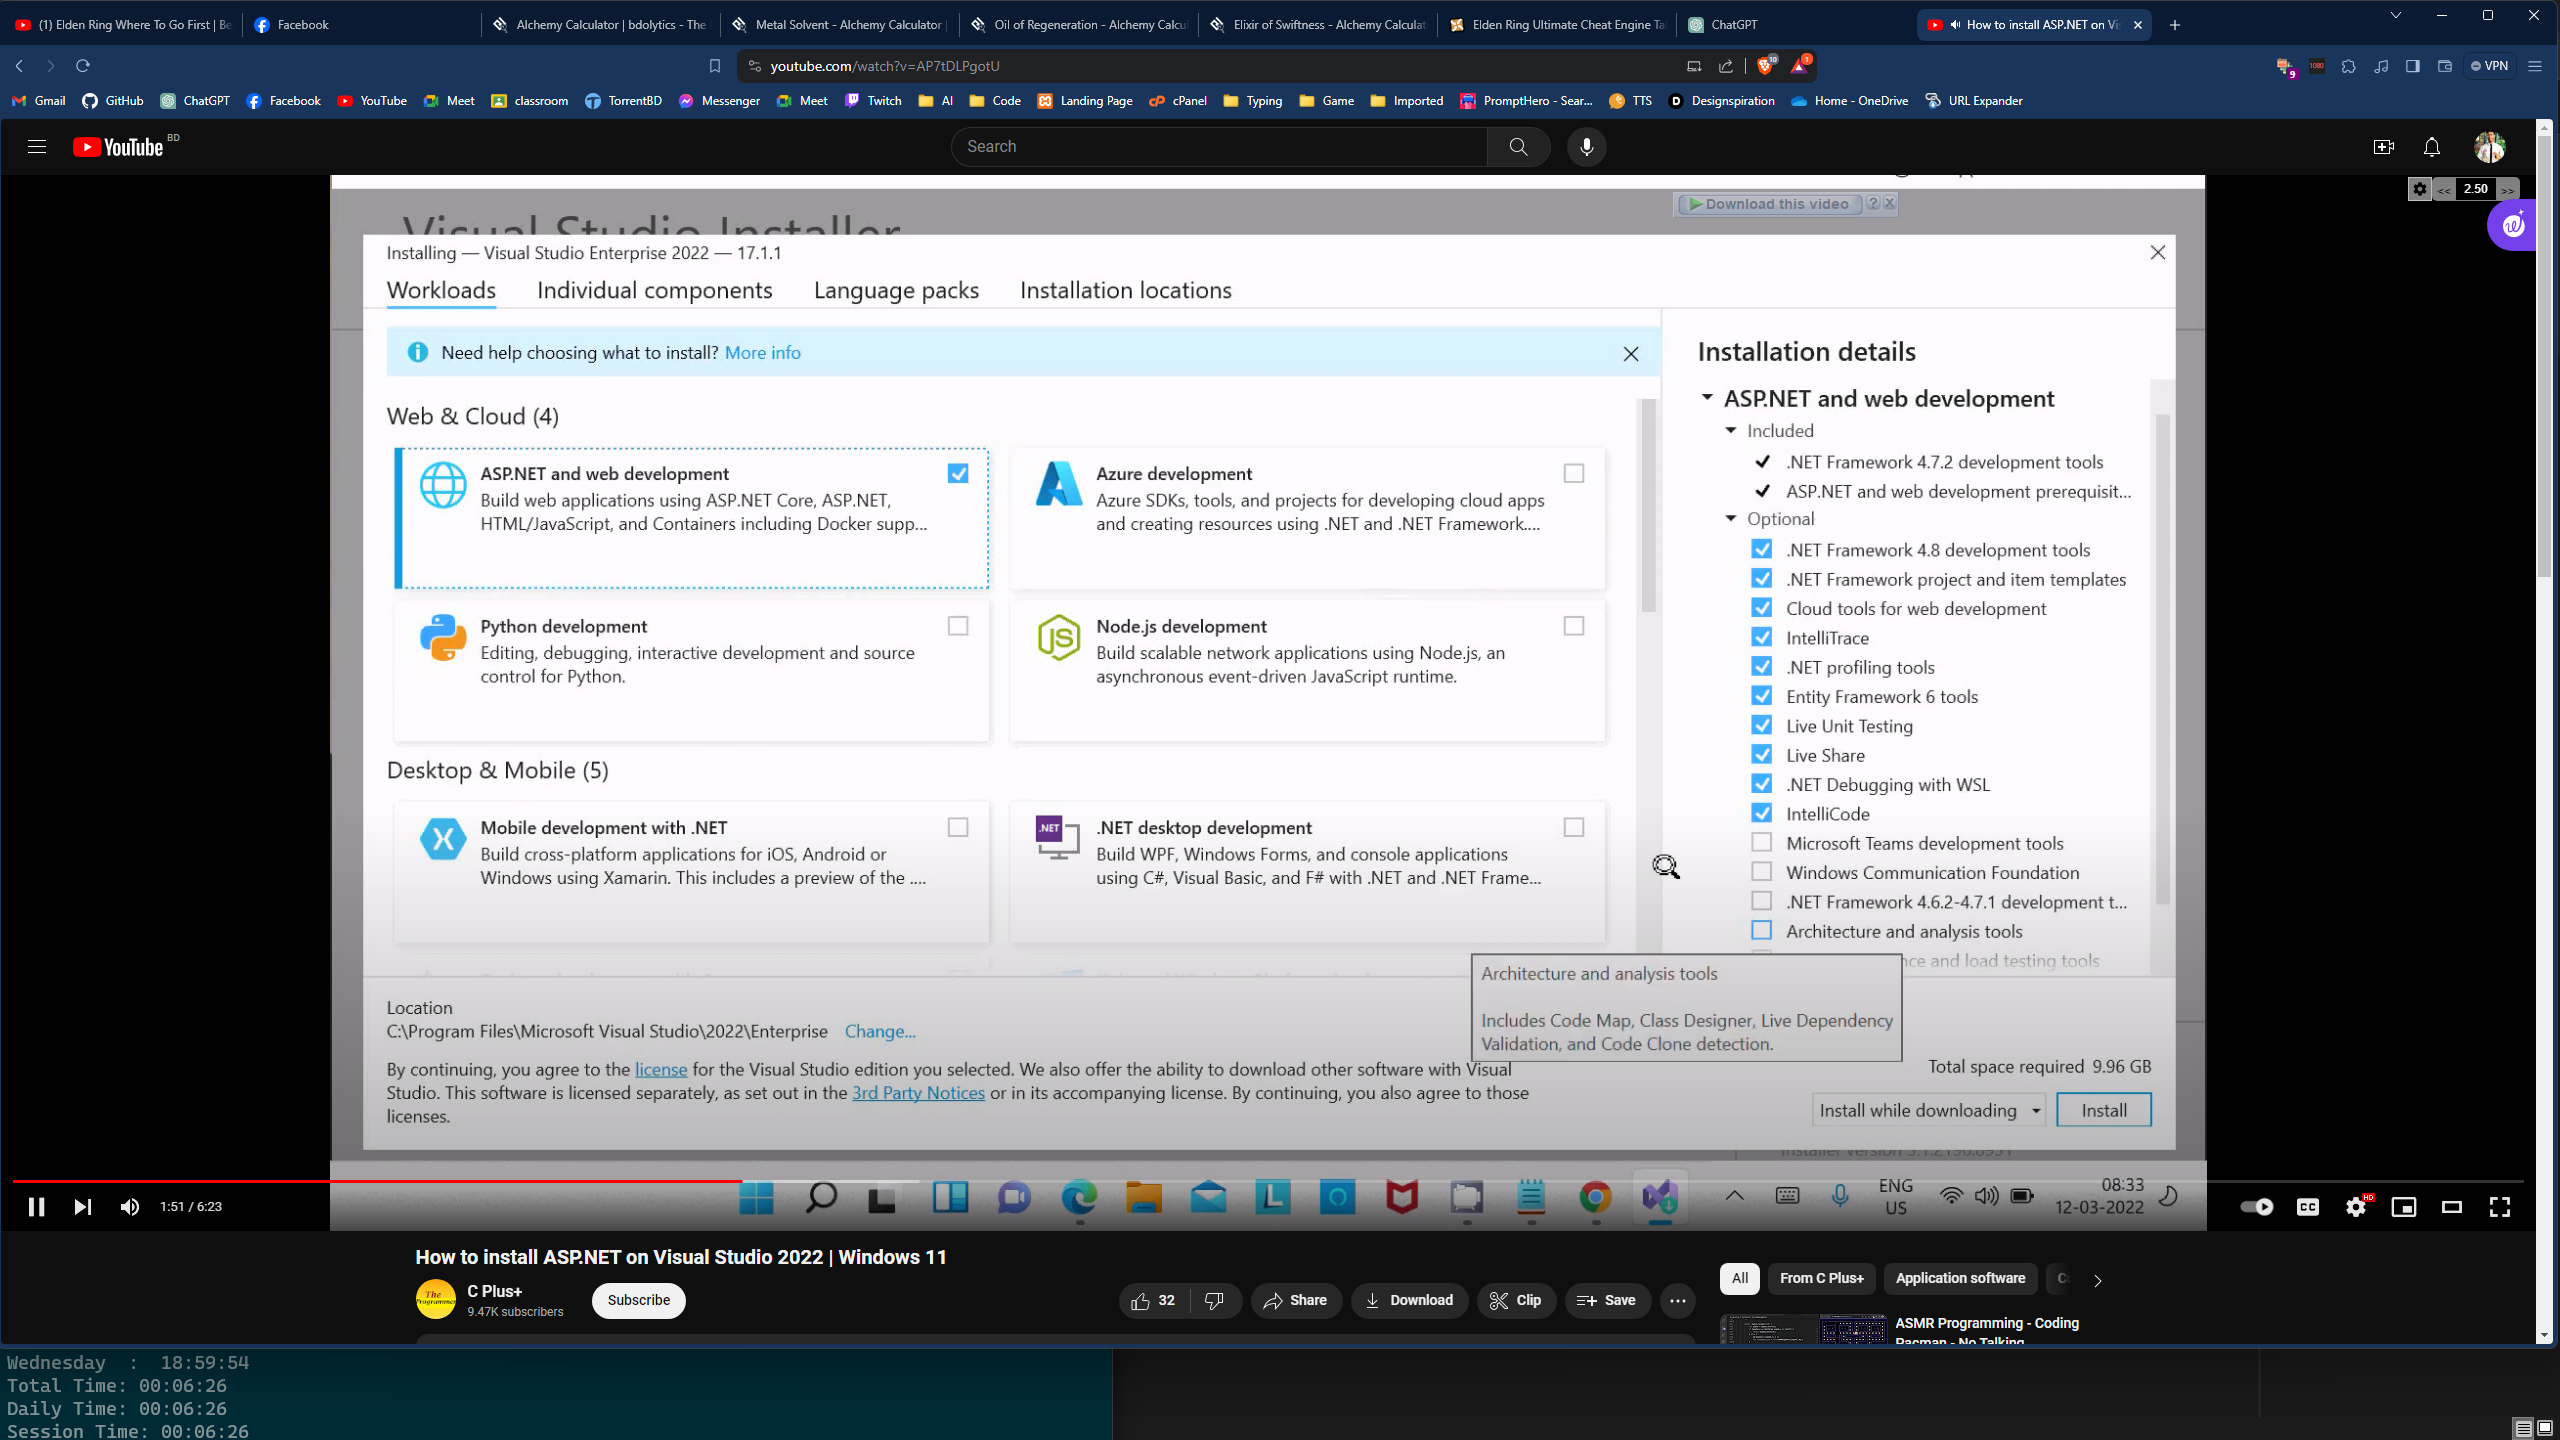 (1) Elden Ring Where To Go First | Be
Facebook
Alchemy Calculator | bdolytics - The
Metal Solvent - Alchemy Calculator |
Oil of Regeneration - Alchemy Calcul
Elixir of Swiftness - Alchemy Calculat
Elden Ring Ultimate Cheat Engine Ta
ChatGPT
How to install ASP.NET on Vi
youtube.com/watch?v=AP7tDLPgotU
10
1
9
1080
VPN
Gmail
GitHub
ChatGPT
Facebook
YouTube
Meet
classroom
TorrentBD
Messenger
Meet
Twitch
AI
Code
Landing Page
cPanel
Typing
Game
Imported
PromptHero - Sear...
TTS
Designspiration
Home - OneDrive
URL Expander
YouTube BD
Search
<< 2.50 >>
Visual Studio Installer
Download this video
Installing — Visual Studio Enterprise 2022 — 17.1.1
Workloads
Individual components
Language packs
Installation locations
Need help choosing what to install? More info
Web & Cloud (4)
ASP.NET and web development
Build web applications using ASP.NET Core, ASP.NET,
HTML/JavaScript, and Containers including Docker supp...
Azure development
Azure SDKs, tools, and projects for developing cloud apps
and creating resources using .NET and .NET Framework....
Python development
Editing, debugging, interactive development and source
control for Python.
Node.js development
Build scalable network applications using Node.js, an
asynchronous event-driven JavaScript runtime.
Desktop & Mobile (5)
Mobile development with .NET
Build cross-platform applications for iOS, Android or
Windows using Xamarin. This includes a preview of the ....
.NET
.NET desktop development
Build WPF, Windows Forms, and console applications
using C#, Visual Basic, and F# with .NET and .NET Frame...
Installation details
ASP.NET and web development
Included
.NET Framework 4.7.2 development tools
ASP.NET and web development prerequisit...
Optional
.NET Framework 4.8 development tools
.NET Framework project and item templates
Cloud tools for web development
IntelliTrace
.NET profiling tools
Entity Framework 6 tools
Live Unit Testing
Live Share
.NET Debugging with WSL
IntelliCode
Microsoft Teams development tools
Windows Communication Foundation
.NET Framework 4.6.2-4.7.1 development t...
Architecture and analysis tools
nce and load testing tools
Architecture and analysis tools
Includes Code Map, Class Designer, Live Dependency
Validation, and Code Clone detection.
Location
C:\Program Files\Microsoft Visual Studio\2022\Enterprise Change...
By continuing, you agree to the license for the Visual Studio edition you selected. We also offer the ability to download other software with Visual
Studio. This software is licensed separately, as set out in the 3rd Party Notices or in its accompanying license. By continuing, you also agree to those
licenses.
Total space required 9.96 GB
Install while downloading
Install
1:51 / 6:23
ENG
US
08:33
12-03-2022
CC
HD
How to install ASP.NET on Visual Studio 2022 | Windows 11
The
Programmer
C Plus+
9.47K subscribers
Subscribe
32
Share
Download
Clip
Save
All
From C Plus+
Application software
ASMR Programming - Coding
Pacman - No Talking
Wednesday : 18:59:54
Total Time: 00:06:26
Daily Time: 00:06:26
Session Time: 00:06:26